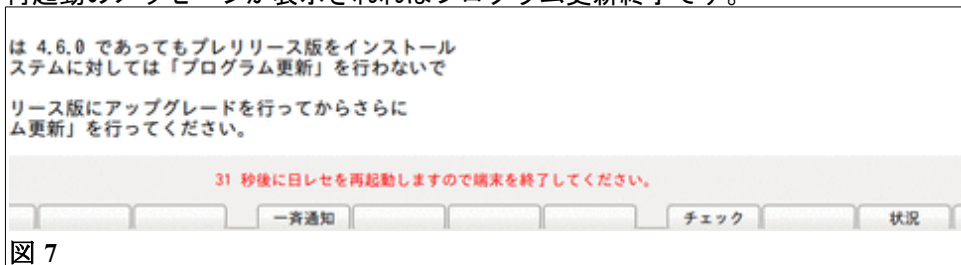 再起動のメッセージが表示されればプログラム更新終了です。
は 4.6.0 であってもプレリリース版をインストール
ステムに対しては「プログラム更新」を行わないで
リース版にアップグレードを行ってからさらに
ム更新」を行ってください。
31 秒後に日レセを再起動しますので端末を終了してください。
一斉通知 チェック 状況
図 7